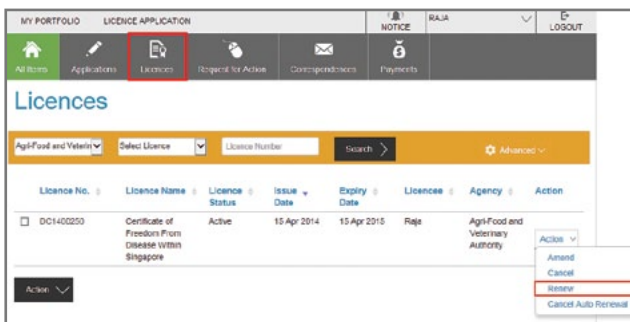 MY PORTFOLIO LICENCE APPLICATION NOTICE RAJA LOGOUT
All Items Applications Licences Request for Action Correspondences Payments
Licences
Agri-Food and Veterin Select Licence Licence Number Search Advanced
Licence No. Licence Name Licence Status Issue Date Expiry Date Licencee Agency Action
DC1400250 Certificate of Freedom From Disease Within Singapore Active 15 Apr 2014 15 Apr 2015 Raja Agri-Food and Veterinary Authority Action
Amend
Cancel
Renew
Cancel Auto Renewal
Action